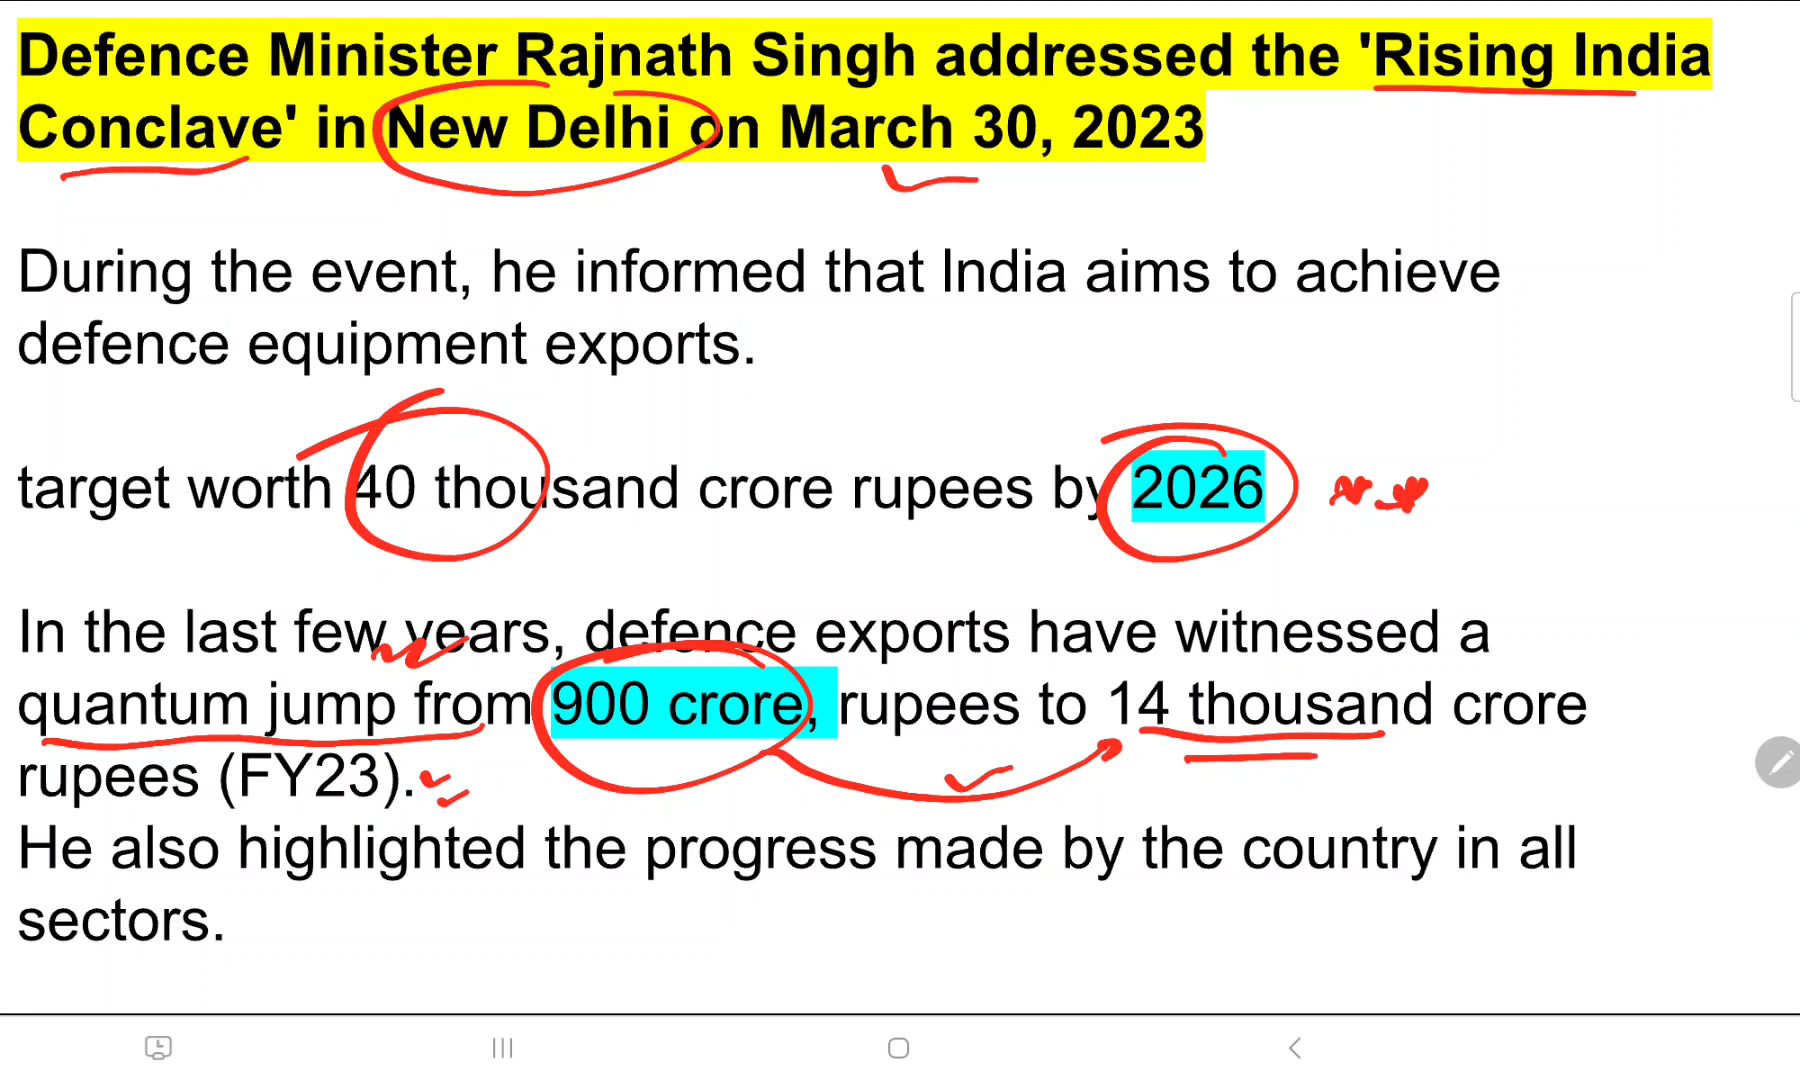 Defence Minister Rajnath Singh addressed the 'Rising India
Conclave' in New Delhi on March 30, 2023
During the event, he informed that India aims to achieve
defence equipment exports.
target worth 40 thousand crore rupees by 2026
In the last few years, defence exports have witnessed a
quantum jump from 900 crore, rupees to 14 thousand crore
rupees (FY23).
He also highlighted the progress made by the country in all
sectors.